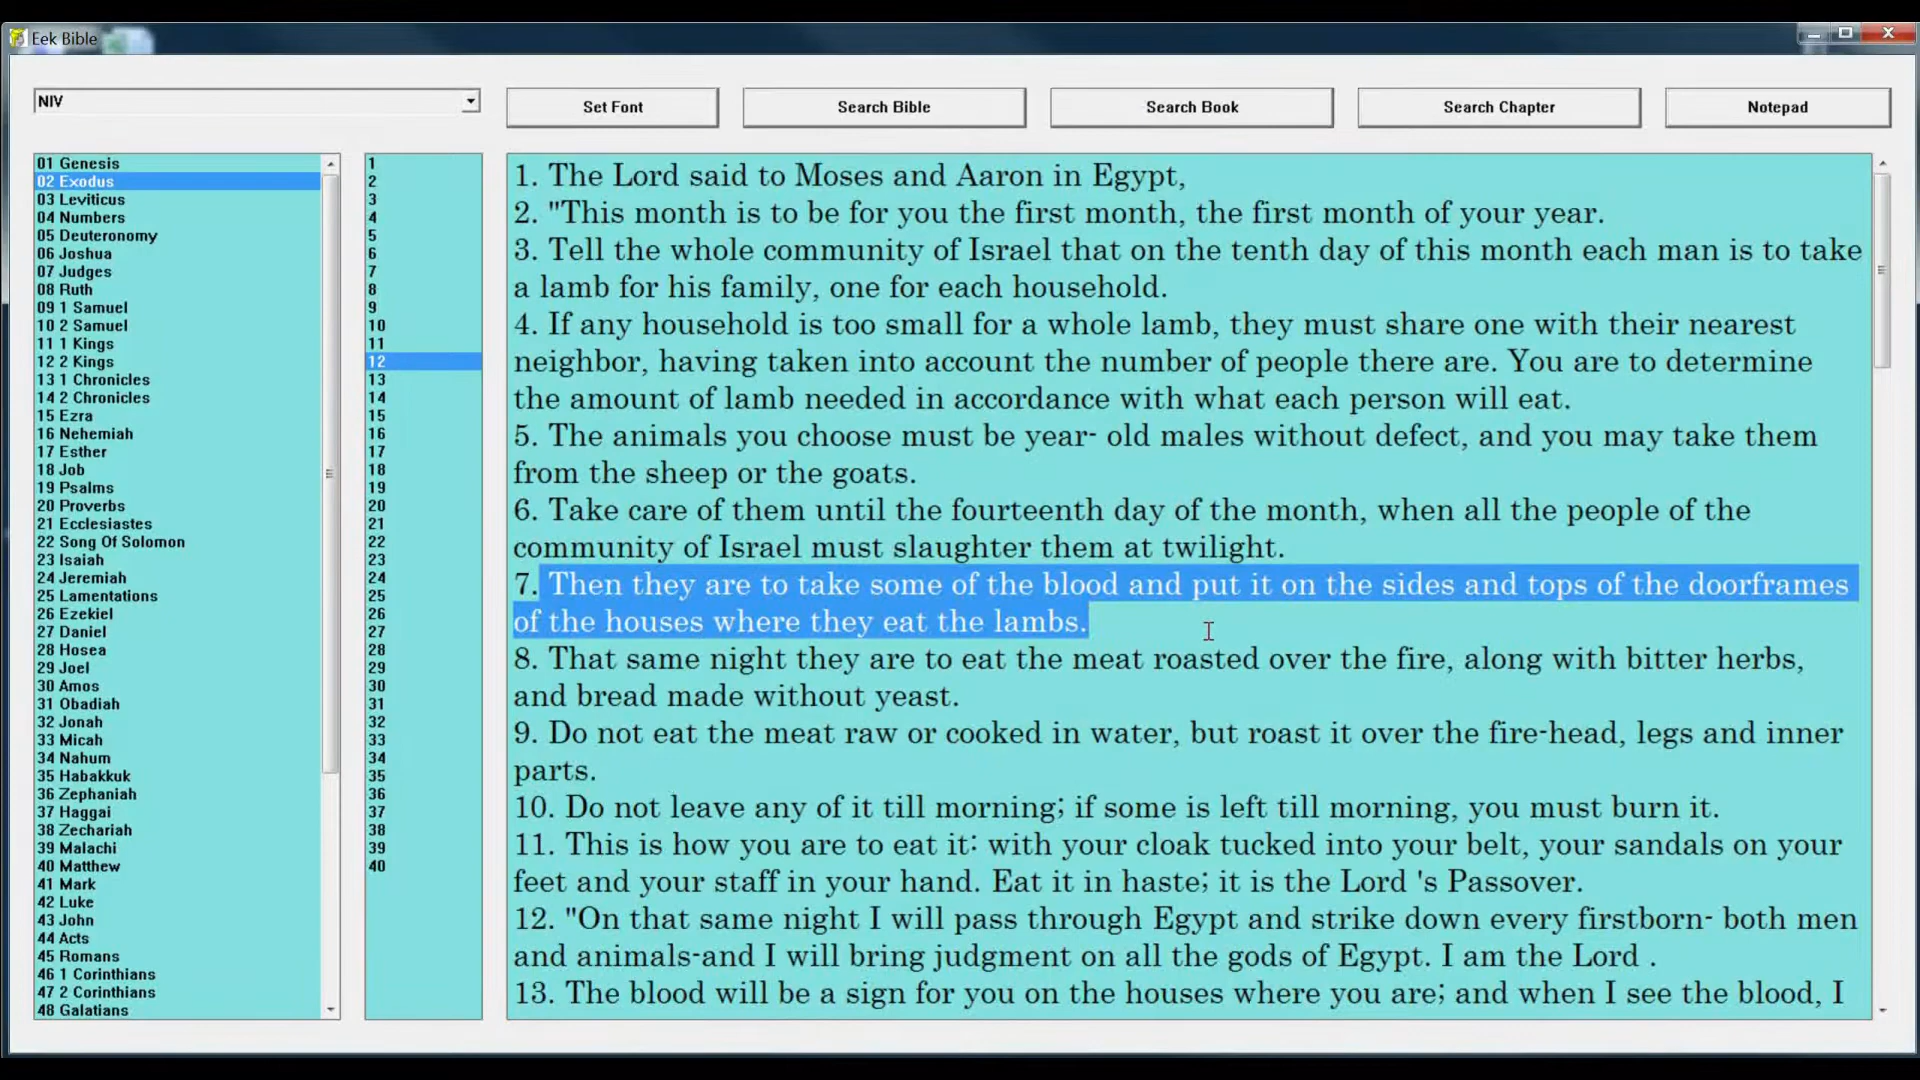 Eek Bible
NIV
Set Font
Search Bible
Search Book
Search Chapter
Notepad
01 Genesis
02 Exodus
03 Leviticus
04 Numbers
05 Deuteronomy
06 Joshua
07 Judges
08 Ruth
09 1 Samuel
10 2 Samuel
11 1 Kings
12 2 Kings
13 1 Chronicles
14 2 Chronicles
15 Ezra
16 Nehemiah
17 Esther
18 Job
19 Psalms
20 Proverbs
21 Ecclesiastes
22 Song Of Solomon
23 Isaiah
24 Jeremiah
25 Lamentations
26 Ezekiel
27 Daniel
28 Hosea
29 Joel
30 Amos
31 Obadiah
32 Jonah
33 Micah
34 Nahum
35 Habakkuk
36 Zephaniah
37 Haggai
38 Zechariah
39 Malachi
40 Matthew
41 Mark
42 Luke
43 John
44 Acts
45 Romans
46 1 Corinthians
47 2 Corinthians
48 Galatians
1
2
3
4
5
6
7
8
9
10
11
12
13
14
15
16
17
18
19
20
21
22
23
24
25
26
27
28
29
30
31
32
33
34
35
36
37
38
39
40
1. The Lord said to Moses and Aaron in Egypt,
2. "This month is to be for you the first month, the first month of your year.
3. Tell the whole community of Israel that on the tenth day of this month each man is to take
a lamb for his family, one for each household.
4. If any household is too small for a whole lamb, they must share one with their nearest
neighbor, having taken into account the number of people there are. You are to determine
the amount of lamb needed in accordance with what each person will eat.
5. The animals you choose must be year- old males without defect, and you may take them
from the sheep or the goats.
6. Take care of them until the fourteenth day of the month, when all the people of the
community of Israel must slaughter them at twilight.
7. Then they are to take some of the blood and put it on the sides and tops of the doorframes
of the houses where they eat the lambs.
8. That same night they are to eat the meat roasted over the fire, along with bitter herbs,
and bread made without yeast.
9. Do not eat the meat raw or cooked in water, but roast it over the fire-head, legs and inner
parts.
10. Do not leave any of it till morning; if some is left till morning, you must burn it.
11. This is how you are to eat it: with your cloak tucked into your belt, your sandals on your
feet and your staff in your hand. Eat it in haste; it is the Lord 's Passover.
12. "On that same night I will pass through Egypt and strike down every firstborn- both men
and animals-and I will bring judgment on all the gods of Egypt. I am the Lord .
13. The blood will be a sign for you on the houses where you are; and when I see the blood, I